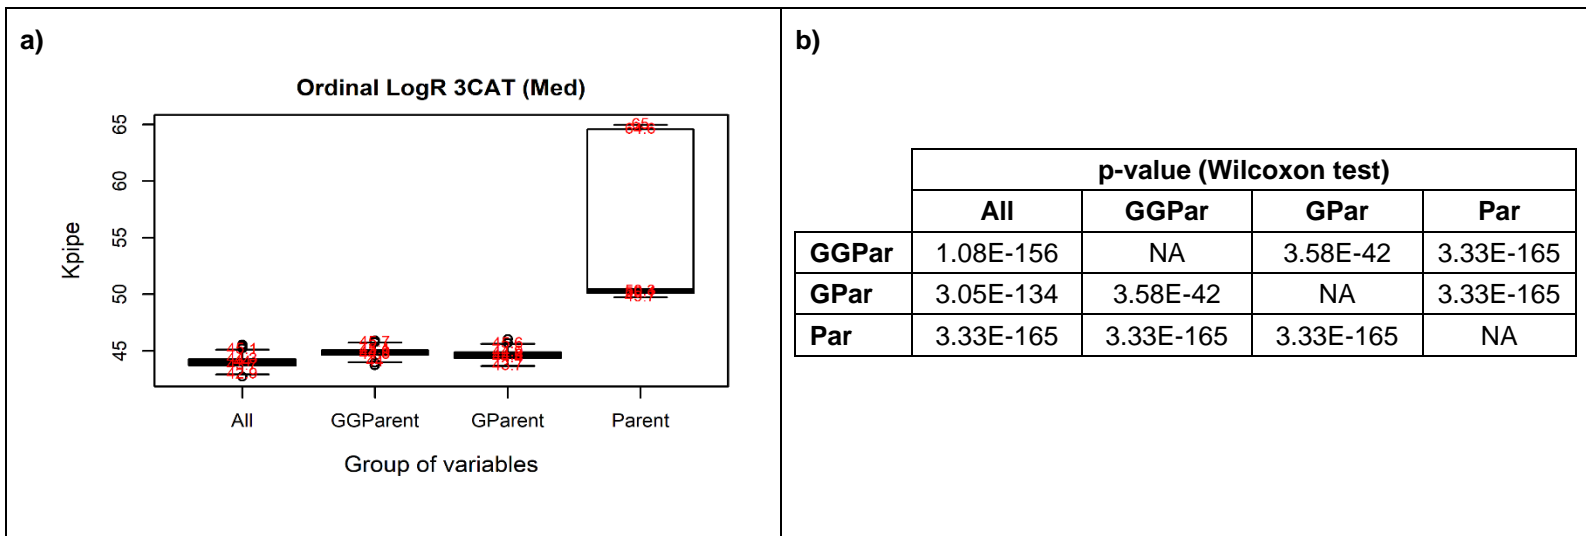 a)
Ordinal LogR 3CAT (Med)
Kpipe
65
60
55
50
45
65
64.6
All
GGParent
GParent
Parent
Group of variables
b)
p-value (Wilcoxon test)
All GGPar GPar Par
GGPar 1.08E-156 NA 3.58E-42 3.33E-165
GPar 3.05E-134 3.58E-42 NA 3.33E-165
Par 3.33E-165 3.33E-165 3.33E-165 NA